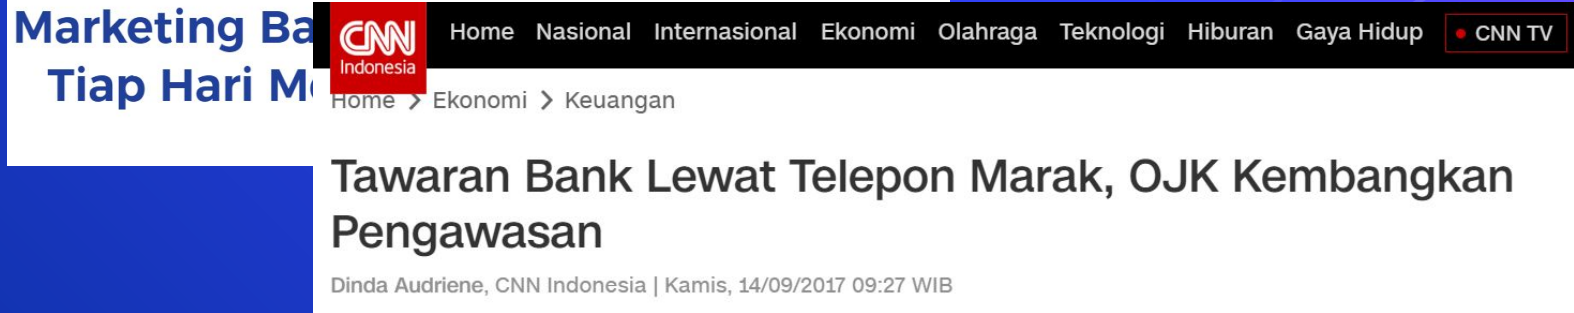 Marketing Ba
Tiap Hari M
CNN
Indonesia
Home Nasional Internasional Ekonomi Olahraga Teknologi Hiburan Gaya Hidup CNN TV
Home > Ekonomi > Keuangan
Tawaran Bank Lewat Telepon Marak, OJK Kembangkan
Pengawasan
Dinda Audriene, CNN Indonesia | Kamis, 14/09/2017 09:27 WIB